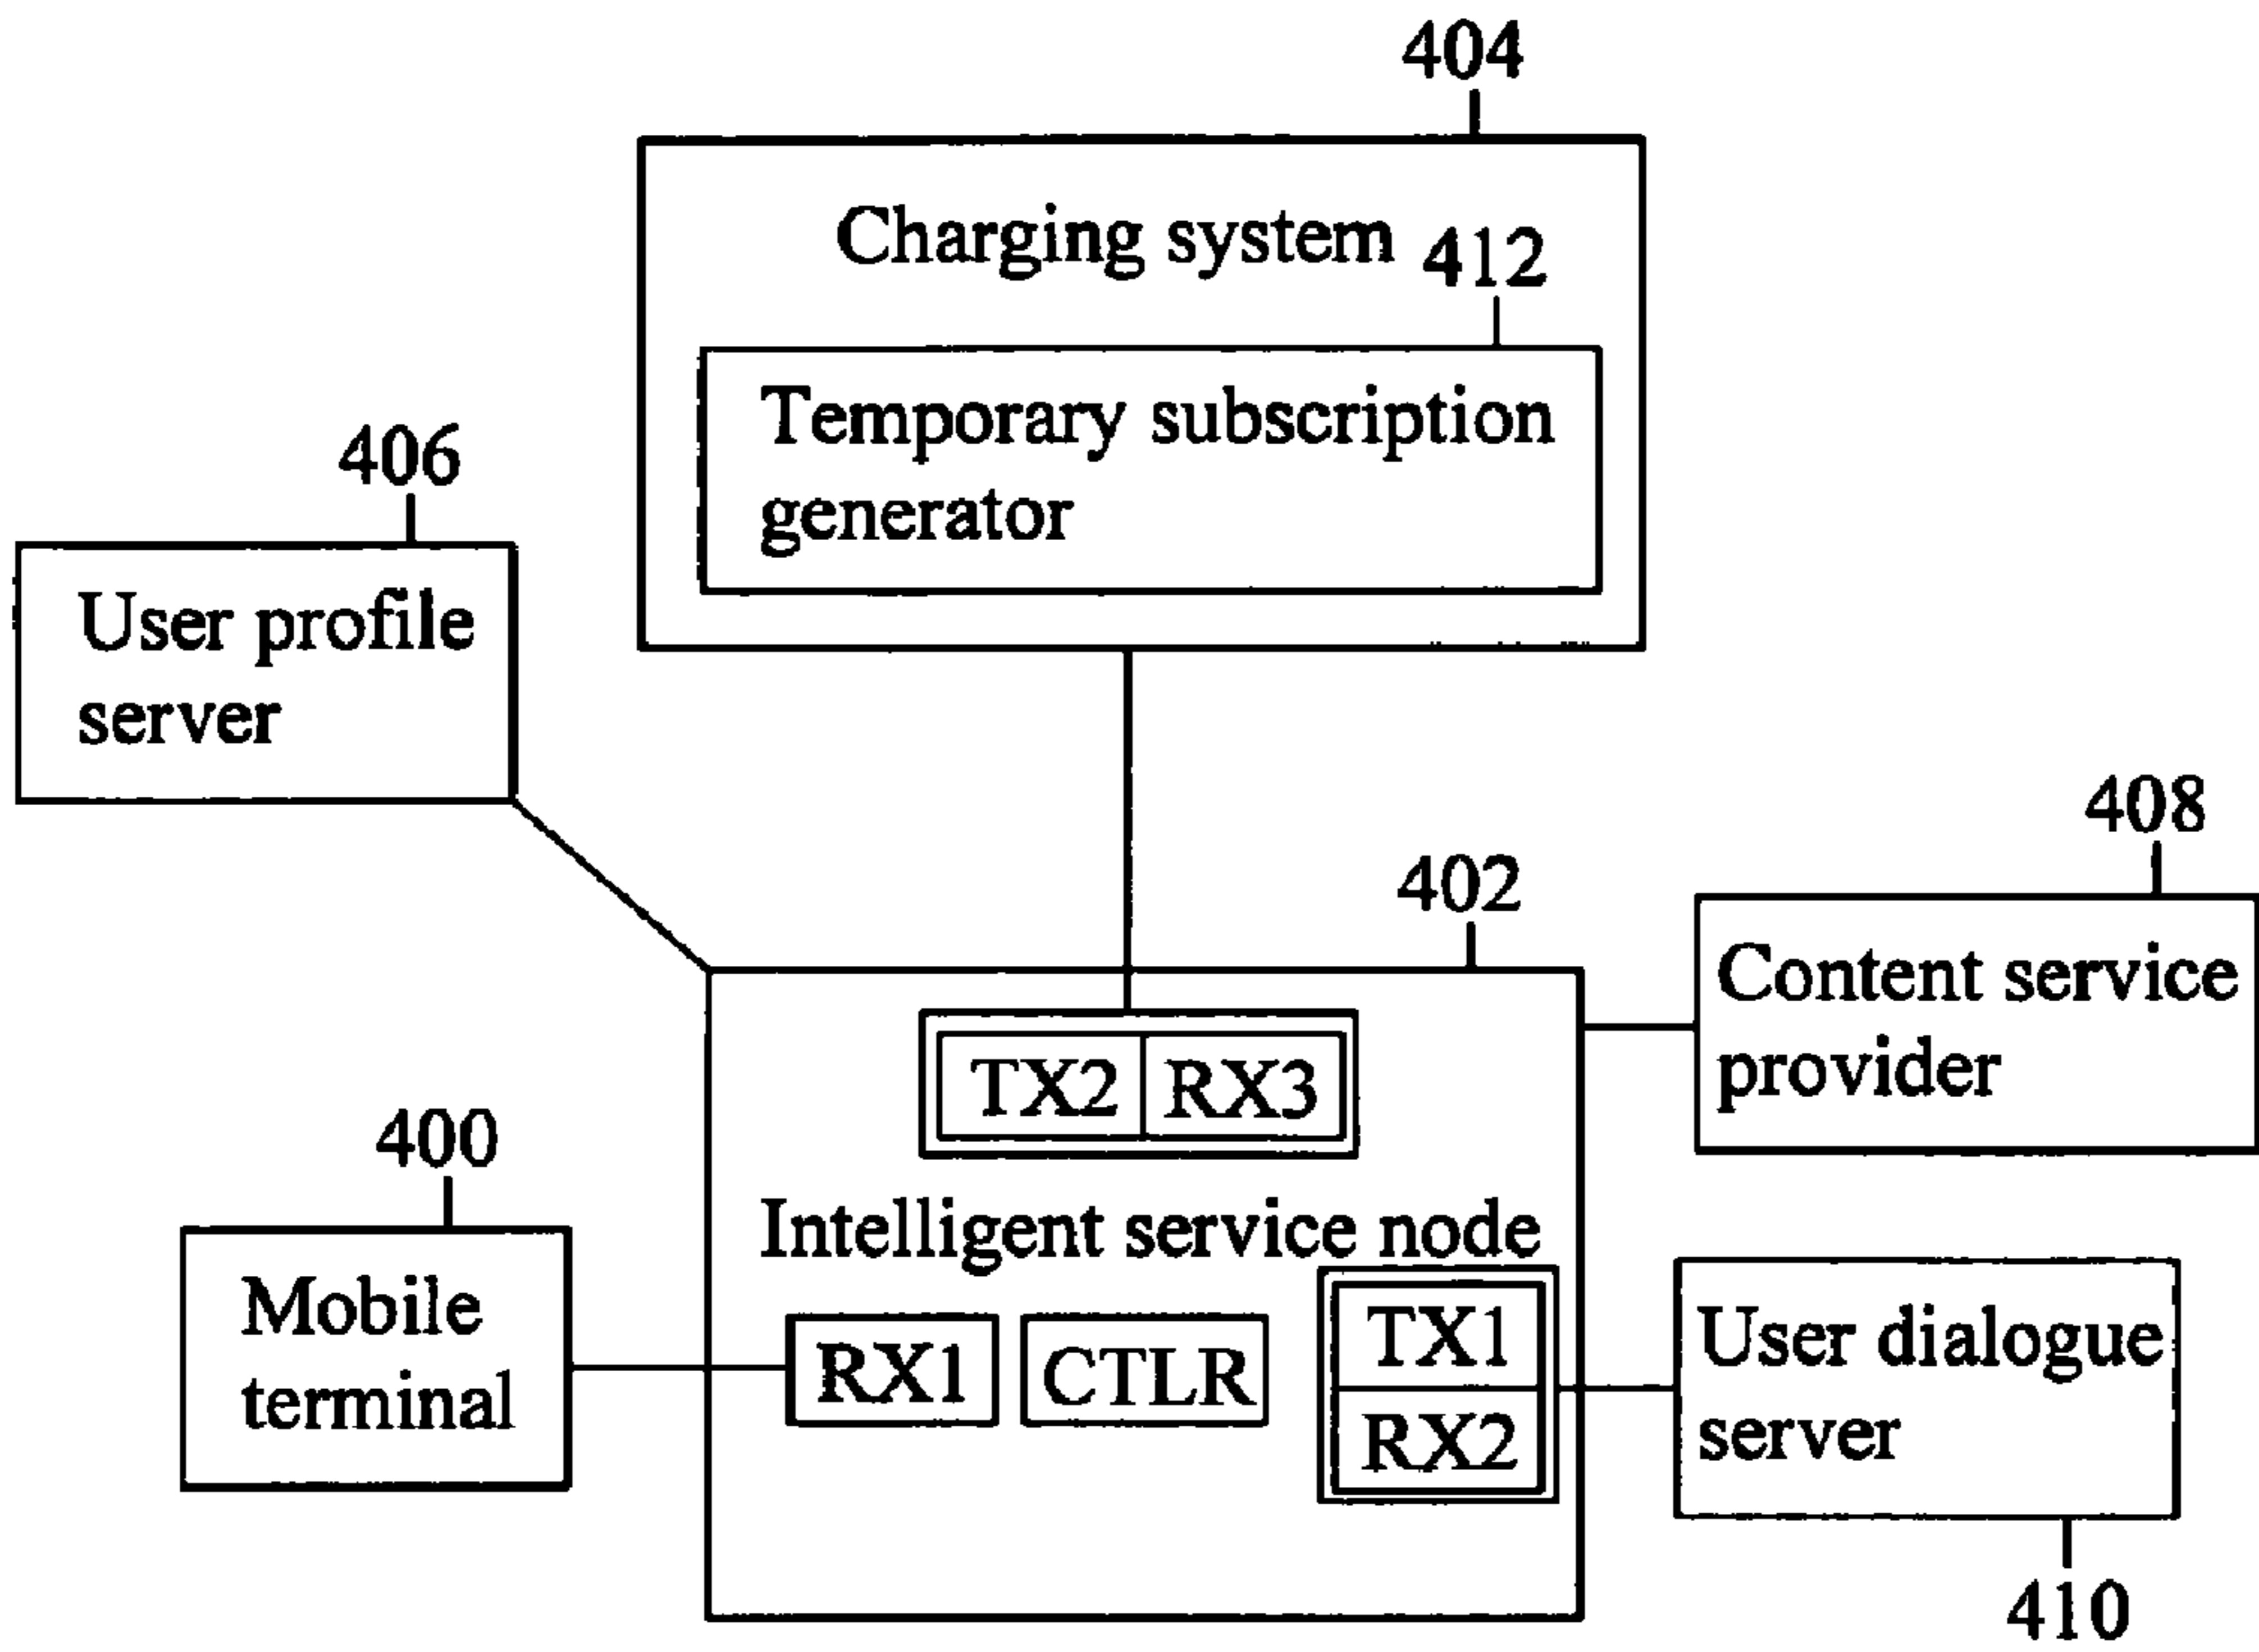 404
Charging system
412
Temporary subscription
generator
406
User profile
server
408
Content service
provider
402
TX2 RX3
Intelligent service node
400
Mobile
terminal
RX1
CTLR
TX1
RX2
User dialogue
server
410